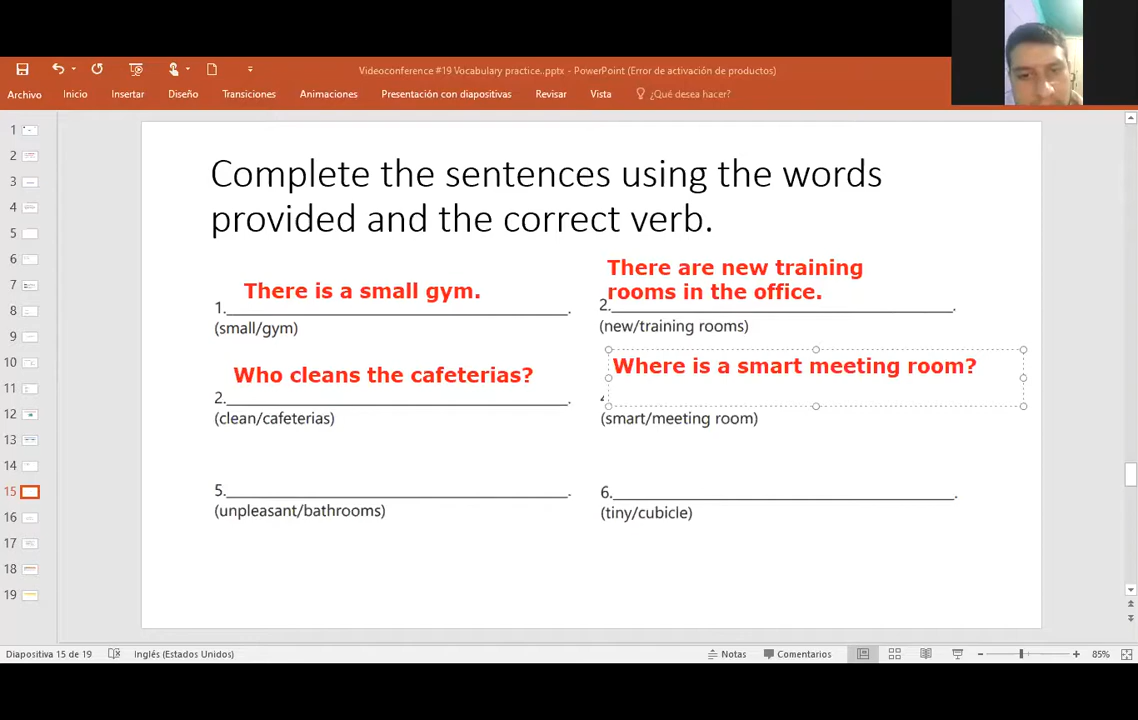 Videoconference #19 Vocabulary practice..pptx - PowerPoint (Error de activación de productos)
Archivo Inicio Insertar Diseño Transiciones Animaciones Presentación con diapositivas Revisar Vista ¿Qué desea hacer?
1
2
3
4
5
6
7
8
9
10
11
12
13
14
15
16
17
18
19
Complete the sentences using the words
provided and the correct verb.
There is a small gym.
1.________________________.
(small/gym)
There are new training
rooms in the office.
2.________________________.
(new/training rooms)
Who cleans the cafeterias?
2.________________________.
(clean/cafeterias)
Where is a smart meeting room?
(smart/meeting room)
5.________________________.
(unpleasant/bathrooms)
6.________________________.
(tiny/cubicle)
Diapositiva 15 de 19 Inglés (Estados Unidos) Notas Comentarios 85%